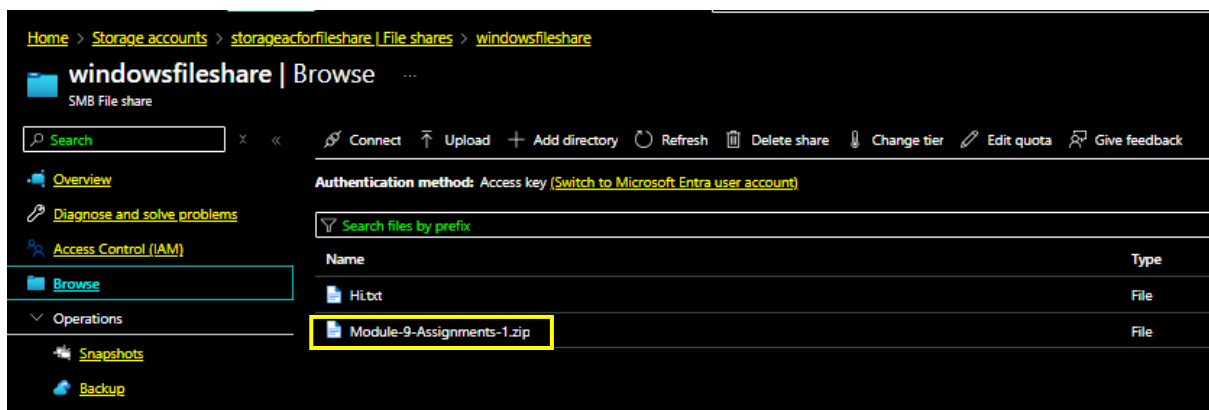 Home > Storage accounts > storageacforfileshare | File shares > windowsfileshare
windowsfileshare | Browse ...
SMB File share
Search
Connect Upload Add directory Refresh Delete share Change tier Edit quota Give feedback
Overview
Diagnose and solve problems
Access Control (IAM)
Browse
Operations
Snapshots
Backup
Authentication method: Access key (Switch to Microsoft Entra user account)
Search files by prefix
Name Type
Hi.txt File
Module-9-Assignments-1.zip File